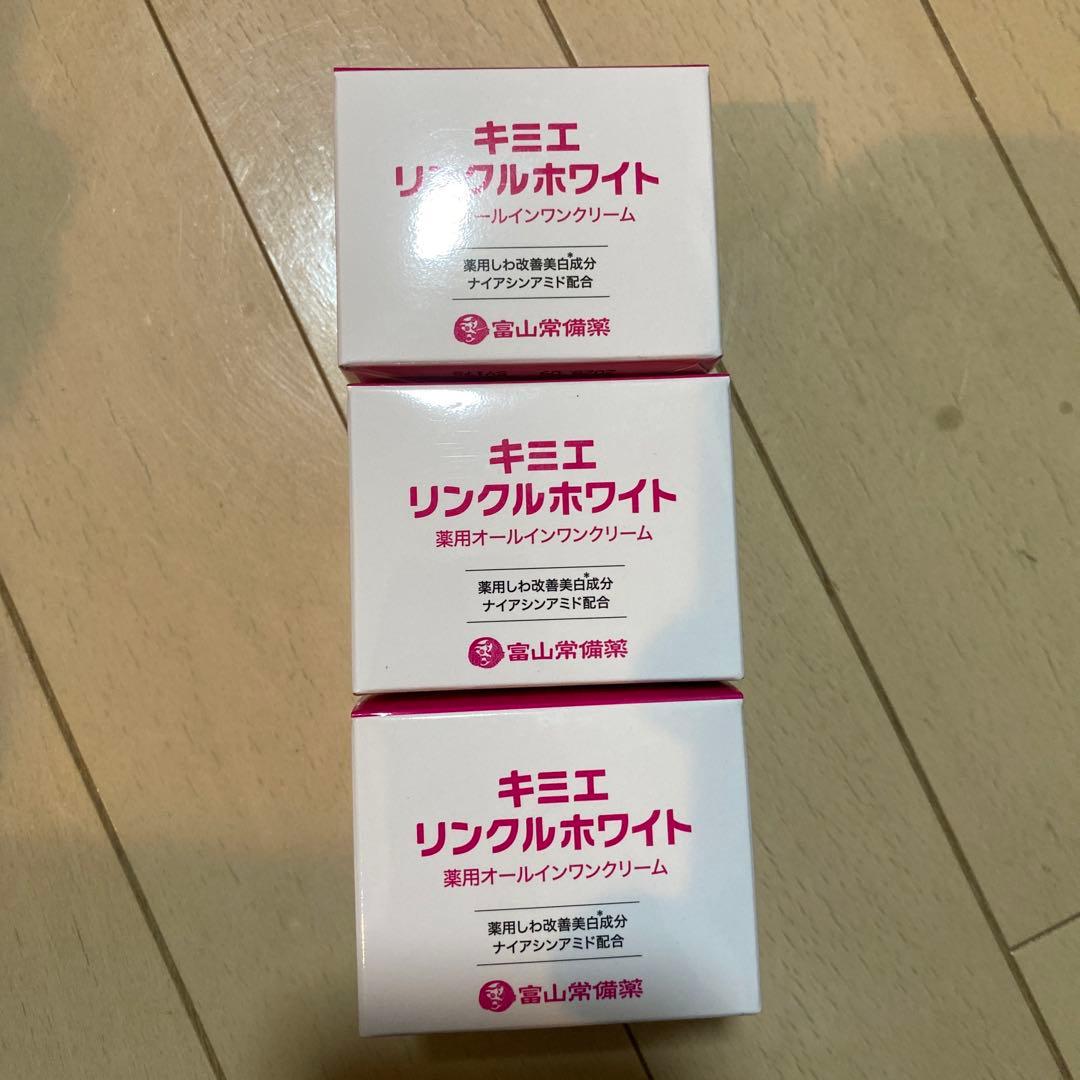 キミエ
リンクルホワイト
オールインワンクリーム
薬用しわ改善美白*成分
ナイアシンアミド配合
富山常備薬
キミエ
リンクルホワイト
薬用オールインワンクリーム
薬用しわ改善美白*成分
ナイアシンアミド配合
富山常備薬
キミエ
リンクルホワイト
薬用オールインワンクリーム
薬用しわ改善美白*成分
ナイアシンアミド配合
富山常備薬